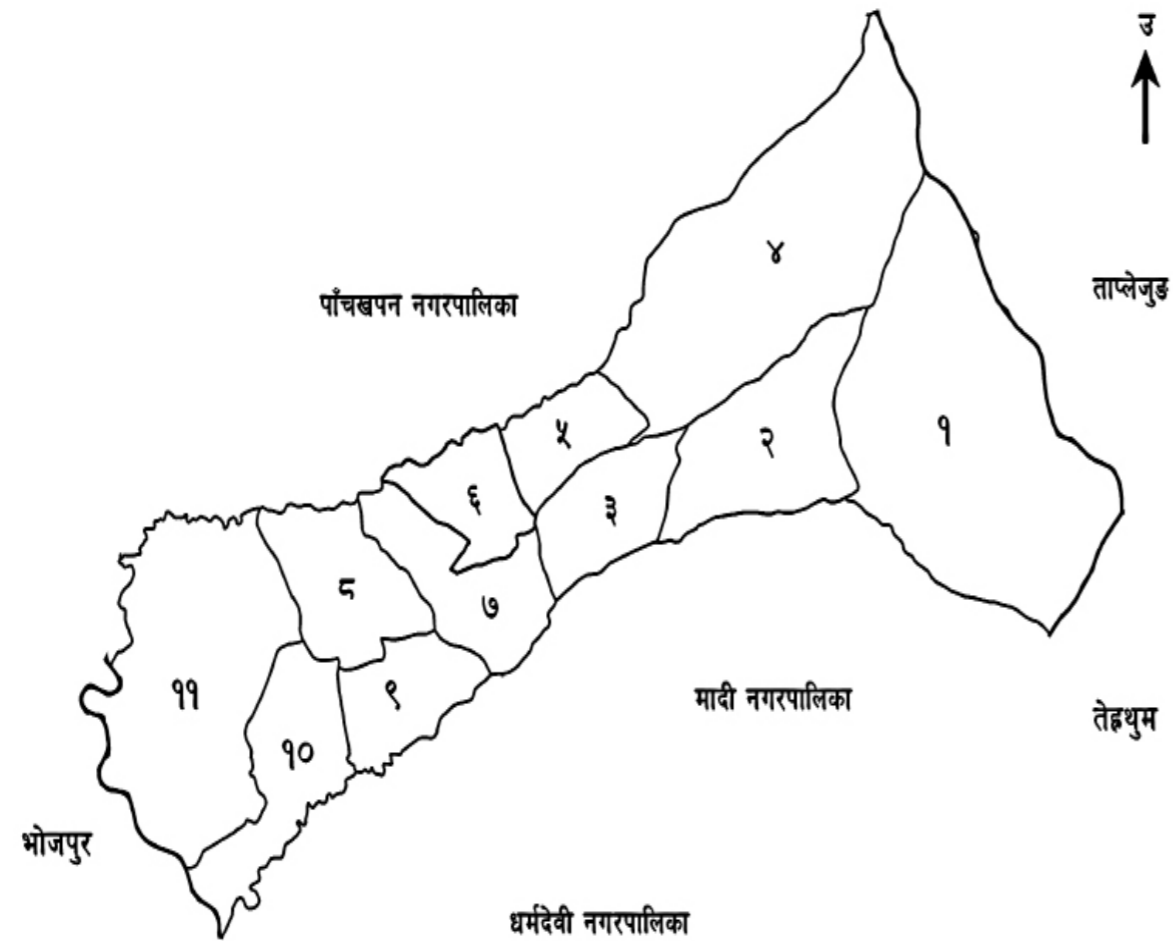 उ
४
ताप्लेजुङ
पाँचखपन नगरपालिका
१
५
२
६
३
८
७
११
९
मादी नगरपालिका
तेह्रथुम
१०
भोजपुर
धर्मदेवी नगरपालिका